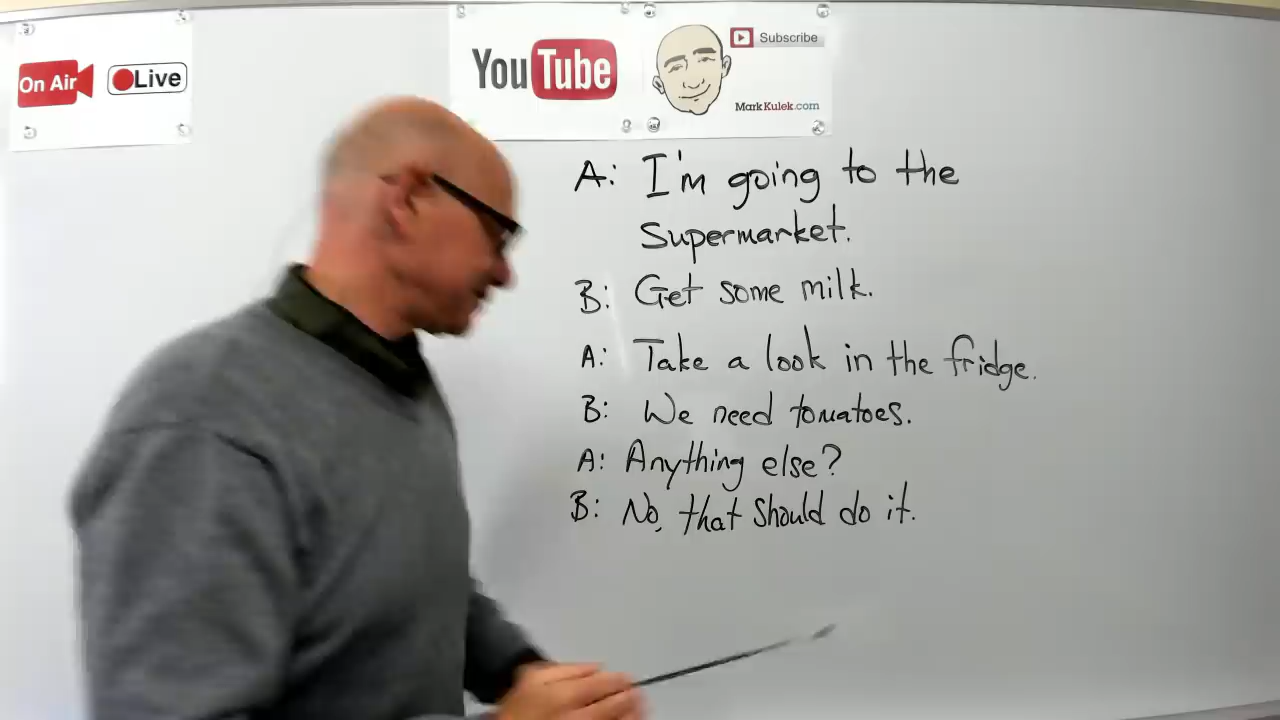 On Air
Live
YouTube
Subscribe
MarkKulek.com
A: I'm going to the
Supermarket.
B: Get some milk.
A: Take a look in the fridge.
B: We need tomatoes.
A: Anything else?
B: No, that should do it.